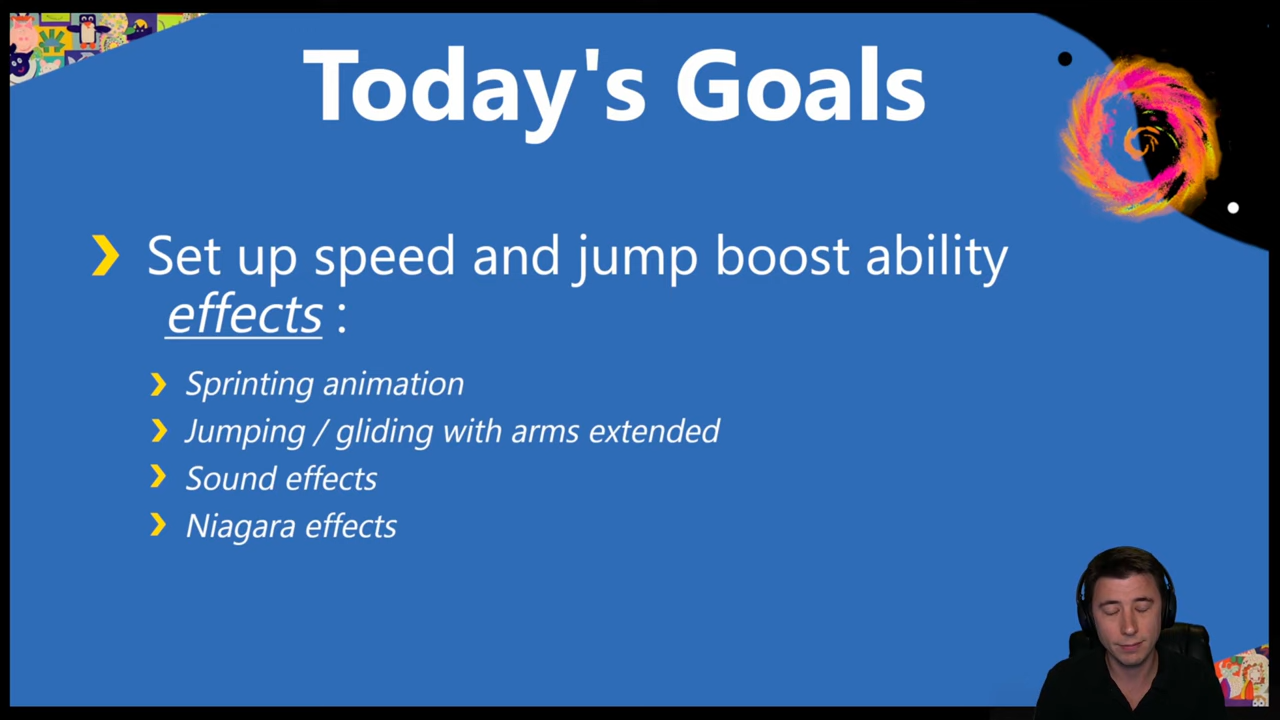 Today's Goals
Set up speed and jump boost ability
effects :
Sprinting animation
Jumping / gliding with arms extended
Sound effects
Niagara effects